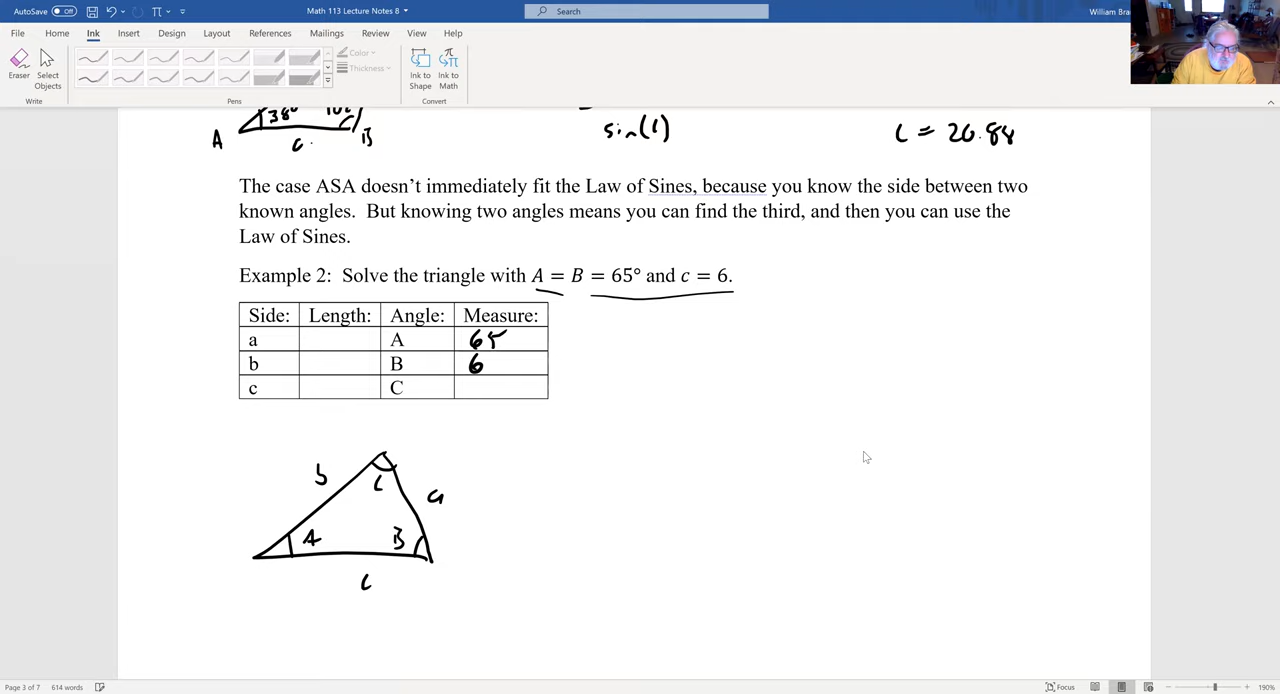 AutoSave Off Math 113 Lecture Notes 8 Search William Bra
File Home Ink Insert Design Layout References Mailings Review View Help
Eraser Select Objects Color Thickness Ink to Shape Ink to Math
Write Pens Convert
A 38° B
c
sin(C)
c = 20.84
The case ASA doesn’t immediately fit the Law of Sines, because you know the side between two
known angles. But knowing two angles means you can find the third, and then you can use the
Law of Sines.
Example 2: Solve the triangle with A = B = 65° and c = 6.
Side: Length: Angle: Measure:
a A 65
b B 6
c C
b C a
A B
c
Page 3 of 7 614 words Focus 190%